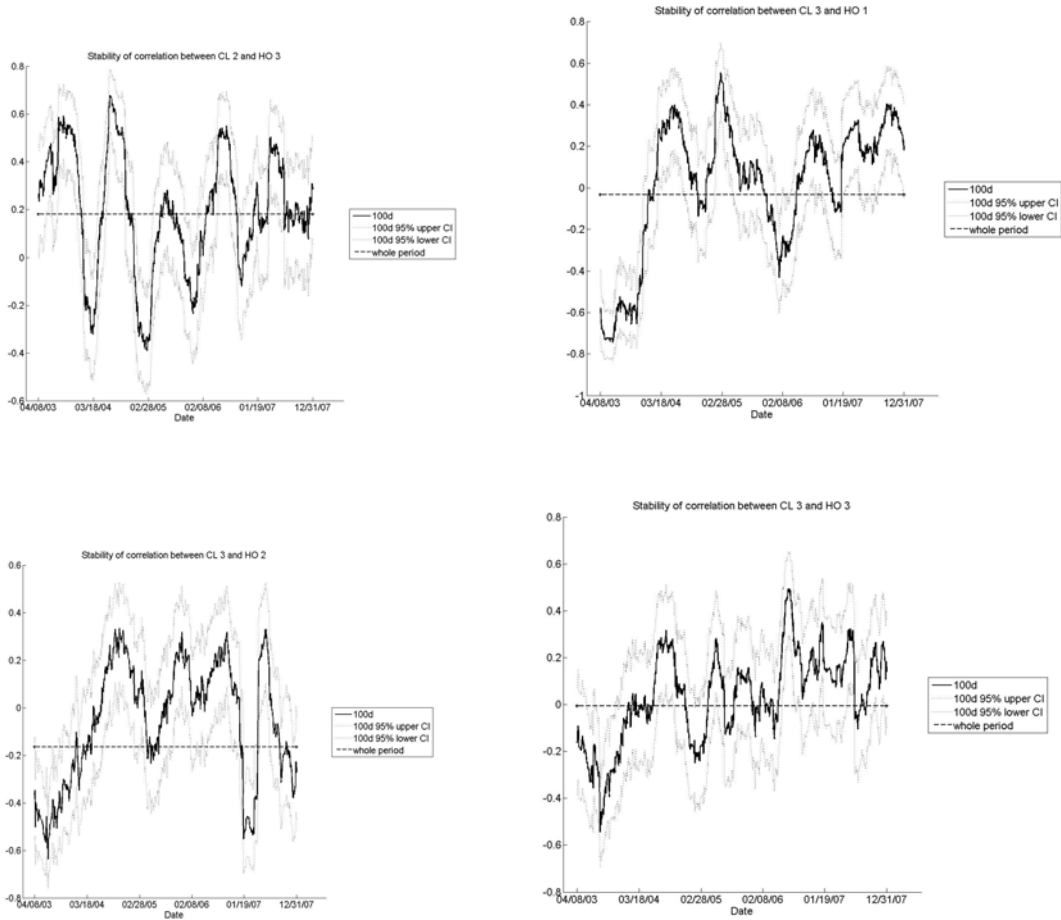 Stability of correlation between CL 2 and HO 3
0.8
0.6
0.4
0.2
0
-0.2
-0.4
-0.6
04/08/03 03/18/04 02/28/05 02/08/06 01/19/07 12/31/07
Date
100d
100d 95% upper CI
100d 95% lower CI
whole period
Stability of correlation between CL 3 and HO 1
0.8
0.6
0.4
0.2
0
-0.2
-0.4
-0.6
-0.8
-1
04/08/03 03/18/04 02/28/05 02/08/06 01/19/07 12/31/07
Date
100d
100d 95% upper CI
100d 95% lower CI
whole period
Stability of correlation between CL 3 and HO 2
0.6
0.4
0.2
0
-0.2
-0.4
-0.6
-0.8
04/08/03 03/18/04 02/28/05 02/08/06 01/19/07 12/31/07
Date
100d
100d 95% upper CI
100d 95% lower CI
whole period
Stability of correlation between CL 3 and HO 3
0.8
0.6
0.4
0.2
0
-0.2
-0.4
-0.6
-0.8
04/08/03 03/18/04 02/28/05 02/08/06 01/19/07 12/31/07
Date
100d
100d 95% upper CI
100d 95% lower CI
whole period